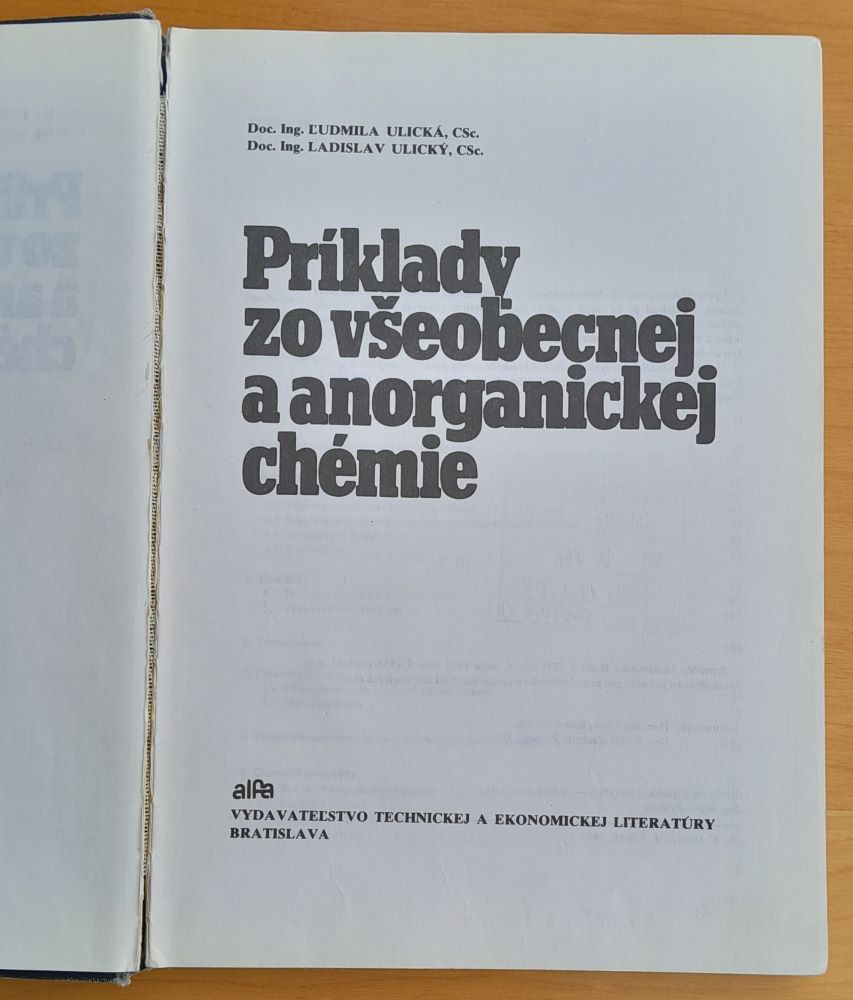 Doc. Ing. ĽUDMILA ULICKÁ, CSc.
Doc. Ing. LADISLAV ULICKÝ, CSc.
Príklady
zo všeobecnej
a anorganickej
chémie
alfa
VYDAVATEĽSTVO TECHNICKEJ A EKONOMICKEJ LITERATÚRY
BRATISLAVA